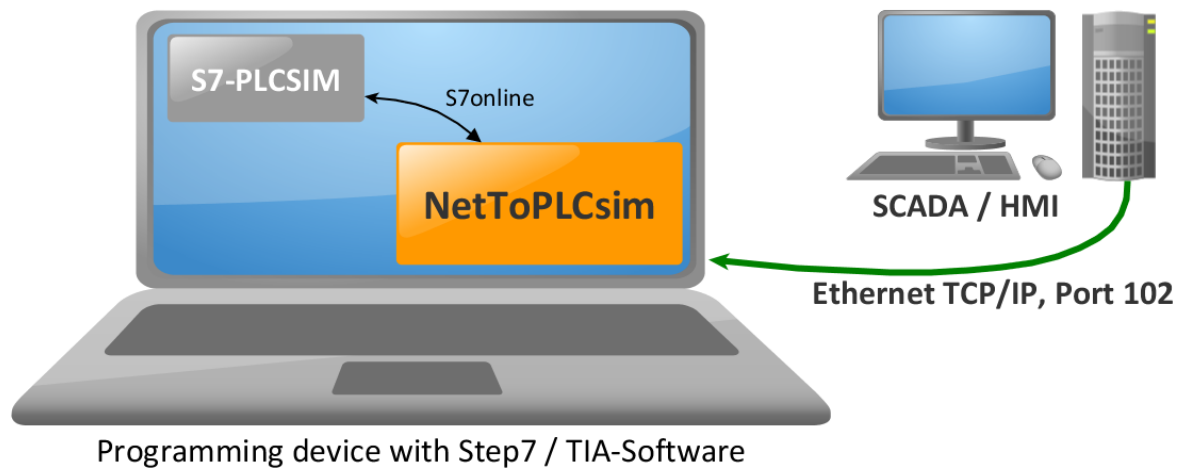 S7-PLCSIM
S7online
NetToPLCsim
SCADA / HMI
Ethernet TCP/IP, Port 102
Programming device with Step7 / TIA-Software